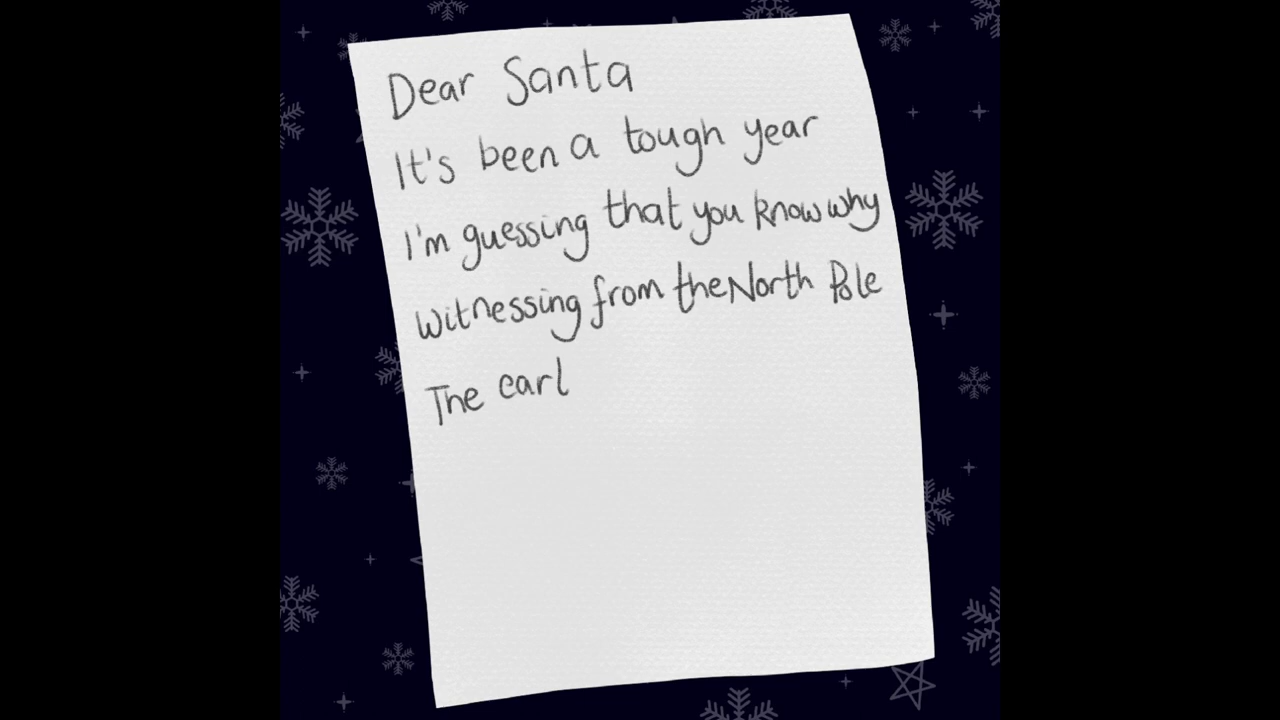 Dear Santa
It's been a tough year
I'm guessing that you know why
witnessing from the North Pole
The earl